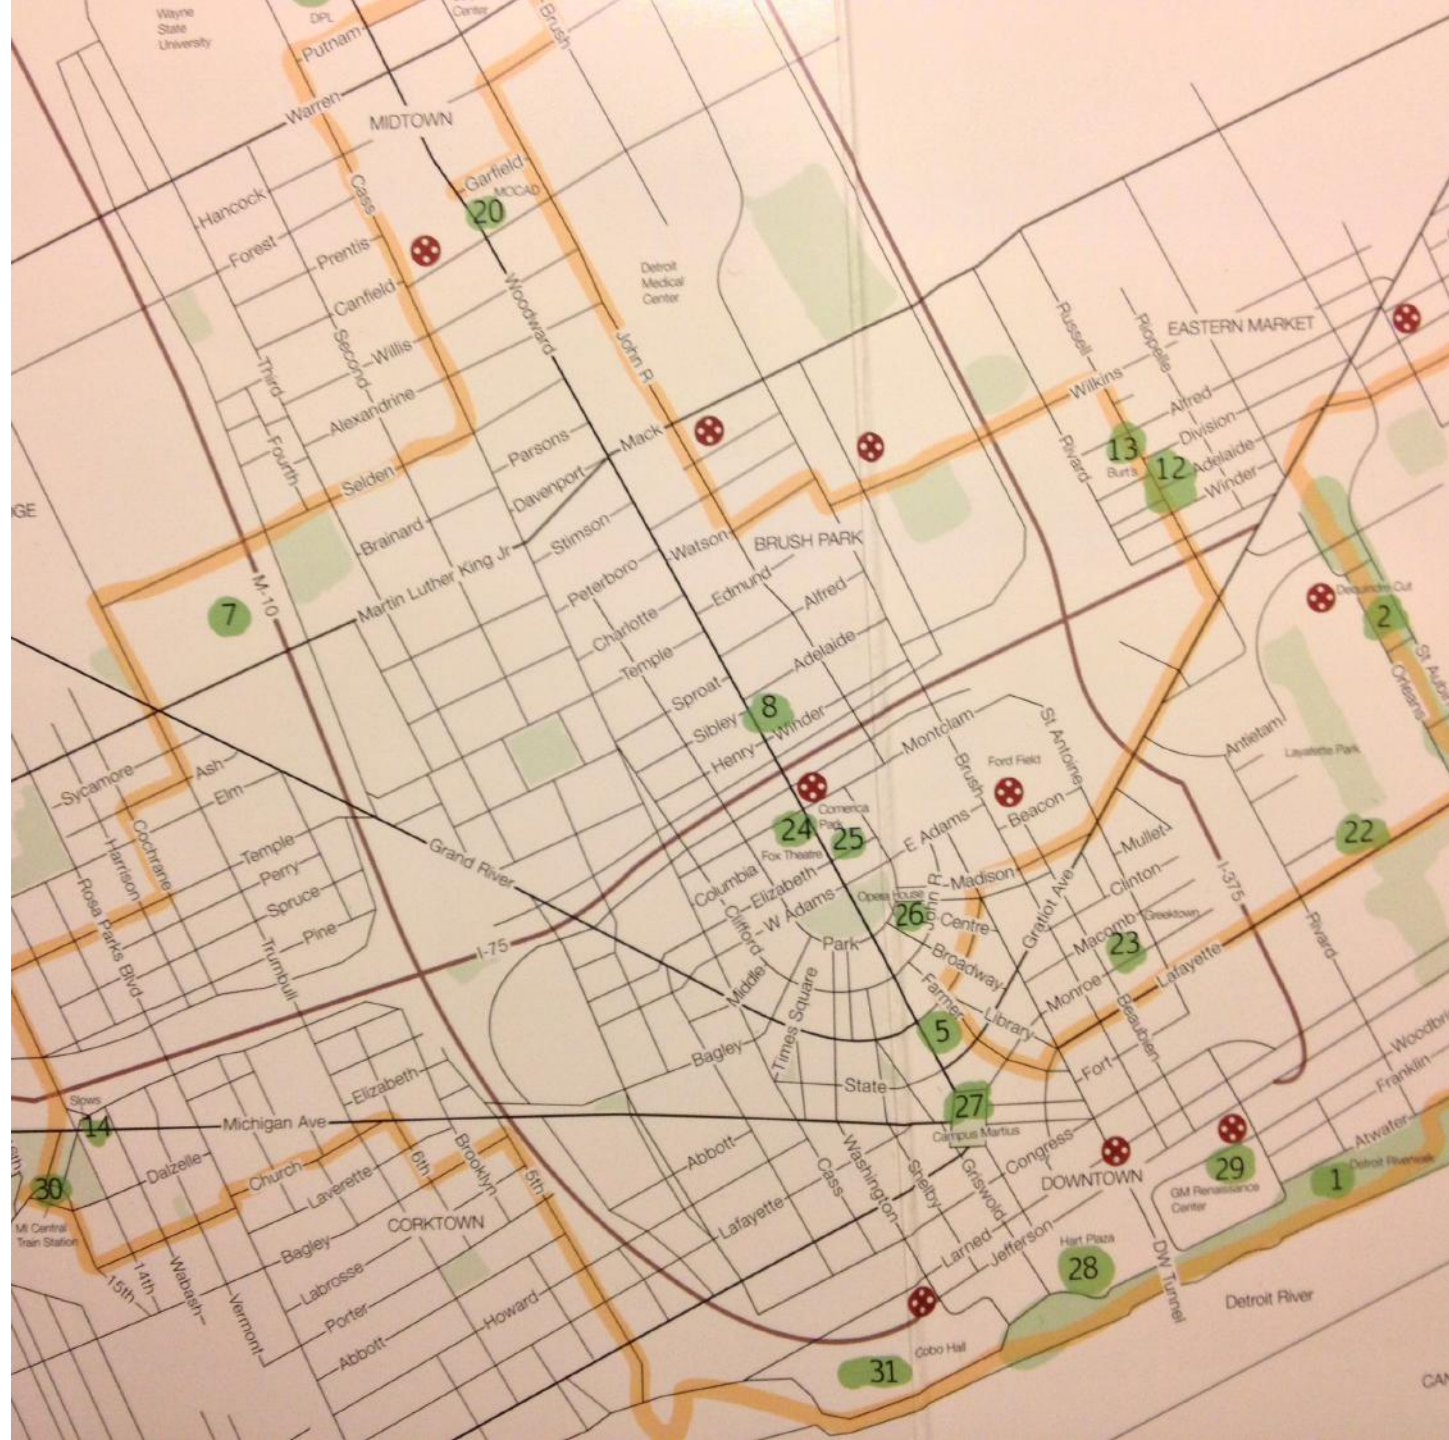 Wayne
State
University
DPL
Center
Brush
Putnam
Warren
MIDTOWN
Garfield
MOCAD
20
Cass
Hancock
Forest
Prentis
Canfield
Willis
Second
Third
Alexandrine
Fourth
Selden
Woodward
Detroit
Medical
Center
John R
Mack
Parsons
Davenport
Stimson
Brainard
Martin Luther King Jr
Peterboro
Charlotte
Temple
Watson
BRUSH PARK
Edmund
Alfred
Adelaide
Sproat
Sibley
8
Henry
Winder
Russell
Riopelle
EASTERN MARKET
Wilkins
Alfred
Division
Adelaide
Winder
Rivard
13
Burt's
12
GE
M-10
7
Dequindre Cut
2
St Aub
Orleans
Antietam
Layafette Park
22
Montclam
St Antoine
Brush
Ford Field
Beacon
E Adams
Comerica
Park
24
25
Fox Theatre
Columbia
Elizabeth
W Adams
Clifford
Opera House
26
John R
Madison
Centre
Broadway
Park
Middle
Times Square
Bagley
Farmer
Library
5
State
27
Campus Martius
Gratiot Ave
Mullet
Clinton
Macomb
Greektown
23
Monroe
Lafayette
Beaubien
Fort
I-375
Rivard
Sycamore
Ash
Elm
Cochrane
Harrison
Rosa Parks Blvd
Temple
Perry
Spruce
Pine
Trumbull
Grand River
I-75
Slows
14
Michigan Ave
Elizabeth
30
MI Central
Train Station
Dalzelle
Church
Laverette
6th
Brooklyn
5th
CORKTOWN
Bagley
Labrosse
Porter
Abbott
15th
14th
Wabash
Vermont
Howard
Abbott
Lafayette
Cass
Washington
Shelby
Griswold
Congress
Larned
Jefferson
DOWNTOWN
Hart Plaza
28
DW Tunnel
29
GM Renaissance
Center
1
Detroit Riverwalk
Woodbri
Franklin
Atwater
Detroit River
31
Cobo Hall
CAN